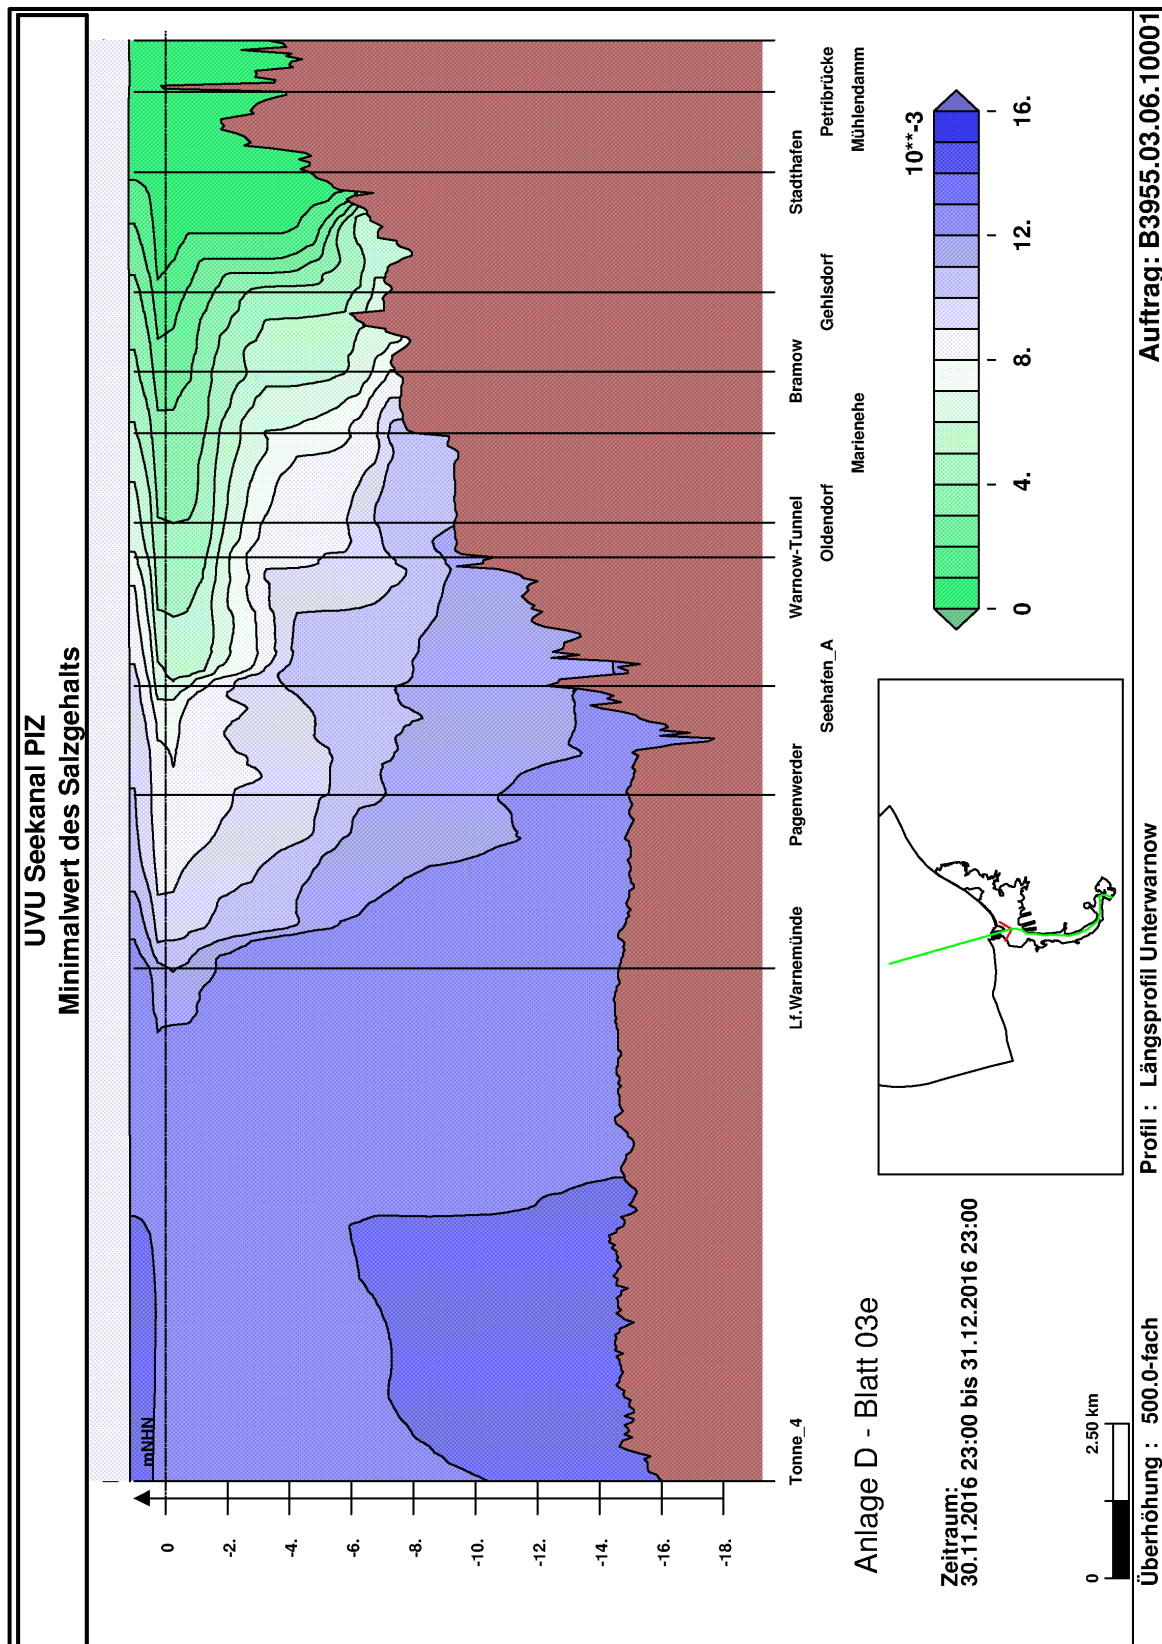 UVU Seekanal PIZ
Minimalwert des Salzgehalts
mNHN
0
-2.
-4.
-6.
-8.
-10.
-12.
-14.
-16.
-18.
Tonne_4
Lf.Warnemünde
Pagenwerder
Seehafen_A
Warnow-Tunnel
Oldendorf
Marienehe
Bramow
Gehlsdorf
Stadthafen
Petribrücke
Mühlendamm
10**-3
0
4.
8.
12.
16.
Anlage D - Blatt 03e
Zeitraum:
30.11.2016 23:00 bis 31.12.2016 23:00
0
2.50 km
Überhöhung : 500.0-fach
Profil : Längsprofil Unterwarnow
Auftrag: B3955.03.06.10001